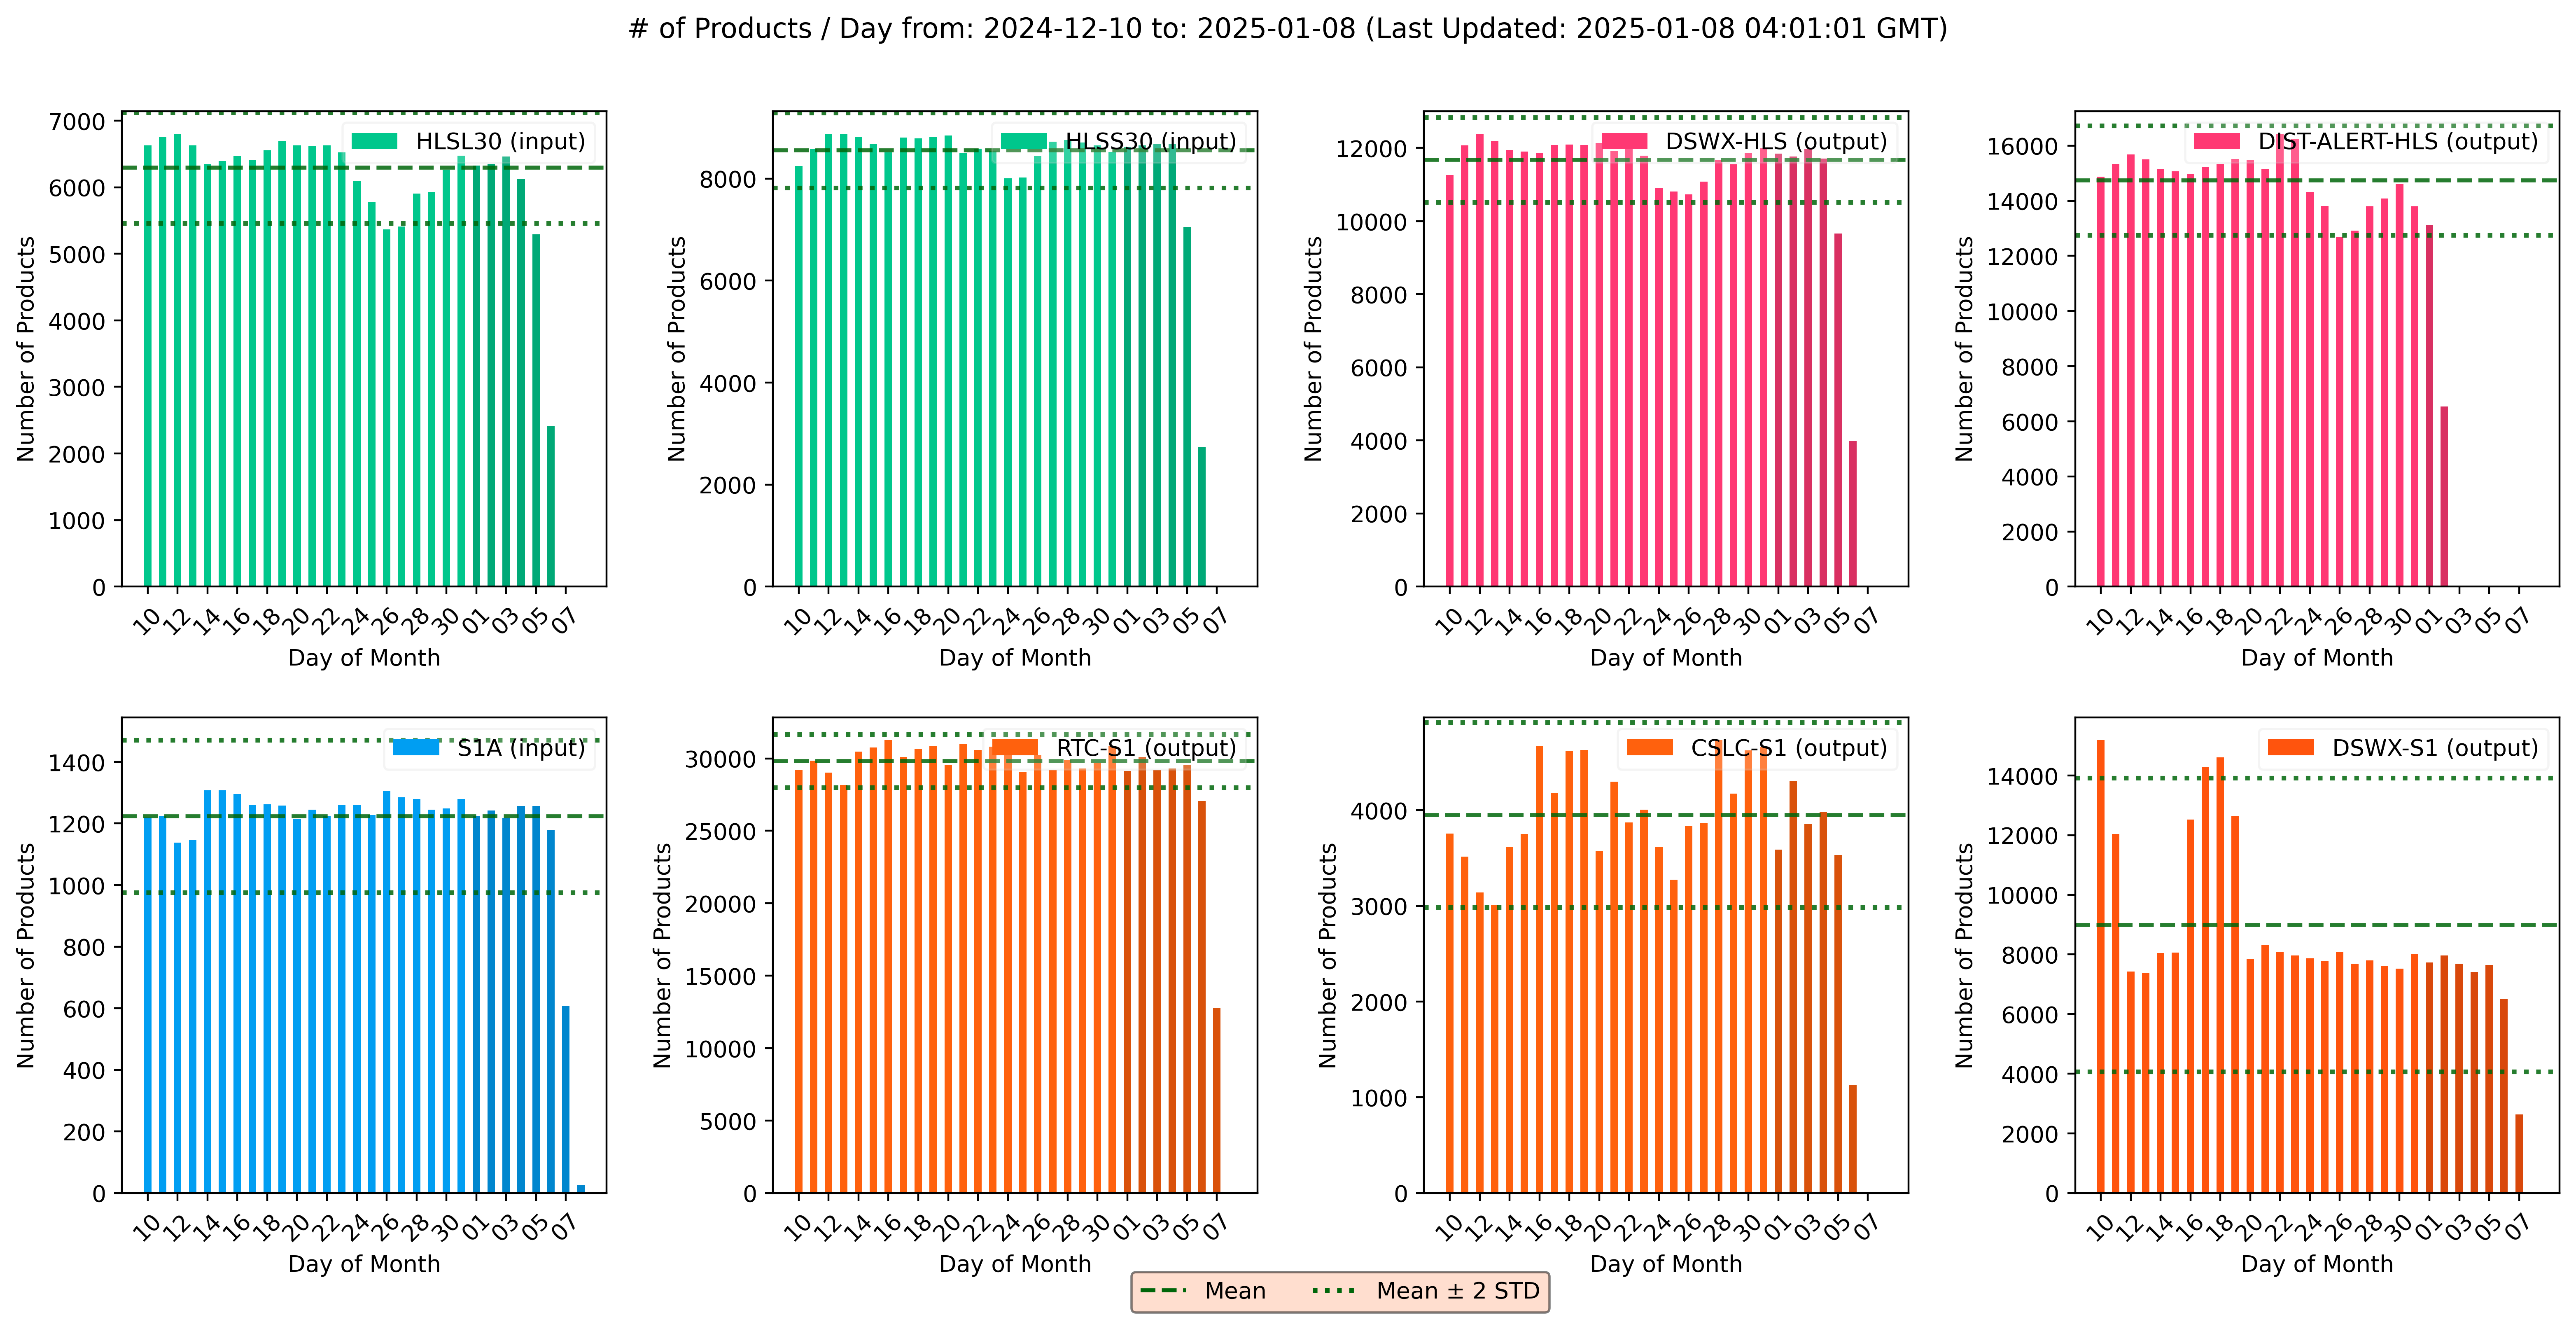 # of Products / Day from: 2024-12-10 to: 2025-01-08 (Last Updated: 2025-01-08 04:01:01 GMT)
HLSL30 (input)
Number of Products
7000
6000
5000
4000
3000
2000
1000
0
10 12 14 16 18 20 22 24 26 28 30 01 03 05 07
Day of Month
HLSS30 (input)
Number of Products
8000
6000
4000
2000
0
10 12 14 16 18 20 22 24 26 28 30 01 03 05 07
Day of Month
DSWX-HLS (output)
Number of Products
12000
10000
8000
6000
4000
2000
0
10 12 14 16 18 20 22 24 26 28 30 01 03 05 07
Day of Month
DIST-ALERT-HLS (output)
Number of Products
16000
14000
12000
10000
8000
6000
4000
2000
0
10 12 14 16 18 20 22 24 26 28 30 01 03 05 07
Day of Month
S1A (input)
Number of Products
1400
1200
1000
800
600
400
200
0
10 12 14 16 18 20 22 24 26 28 30 01 03 05 07
Day of Month
RTC-S1 (output)
Number of Products
30000
25000
20000
15000
10000
5000
0
10 12 14 16 18 20 22 24 26 28 30 01 03 05 07
Day of Month
CSLC-S1 (output)
Number of Products
4000
3000
2000
1000
0
10 12 14 16 18 20 22 24 26 28 30 01 03 05 07
Day of Month
DSWX-S1 (output)
Number of Products
14000
12000
10000
8000
6000
4000
2000
0
10 12 14 16 18 20 22 24 26 28 30 01 03 05 07
Day of Month
Mean Mean ± 2 STD